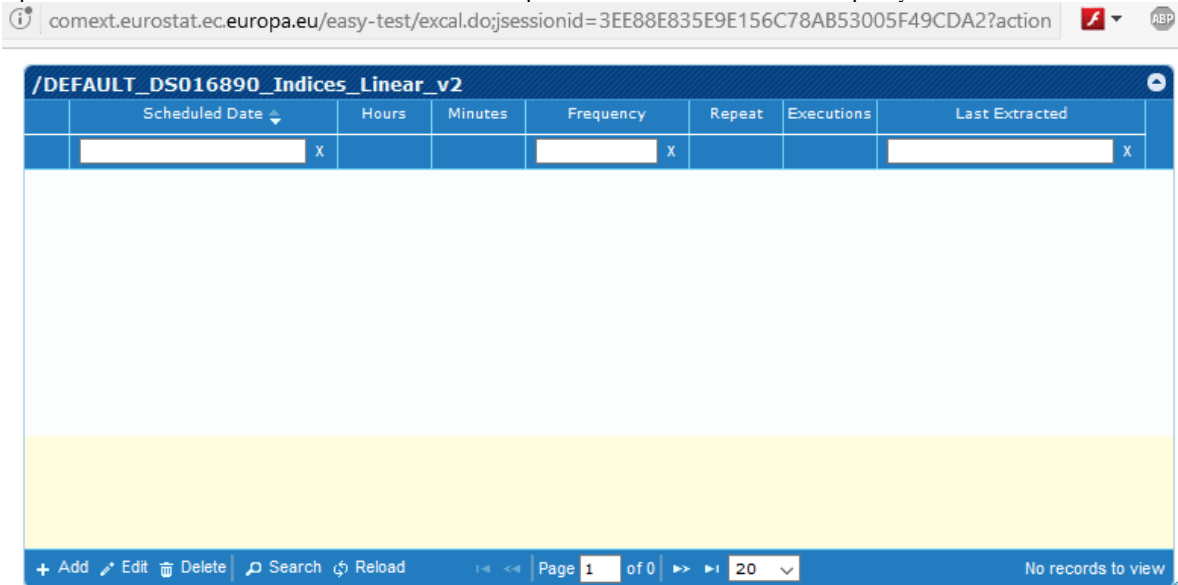 comext.eurostat.ec.europa.eu/easy-test/excal.do;jsessionid=3EE88E835E9E156C78AB53005F49CDA2?action ABP
/DEFAULT_DS016890_Indices_Linear_v2
Scheduled Date Hours Minutes Frequency Repeat Executions Last Extracted
X X X
+ Add Edit Delete Search Reload Page 1 of 0 20 No records to view